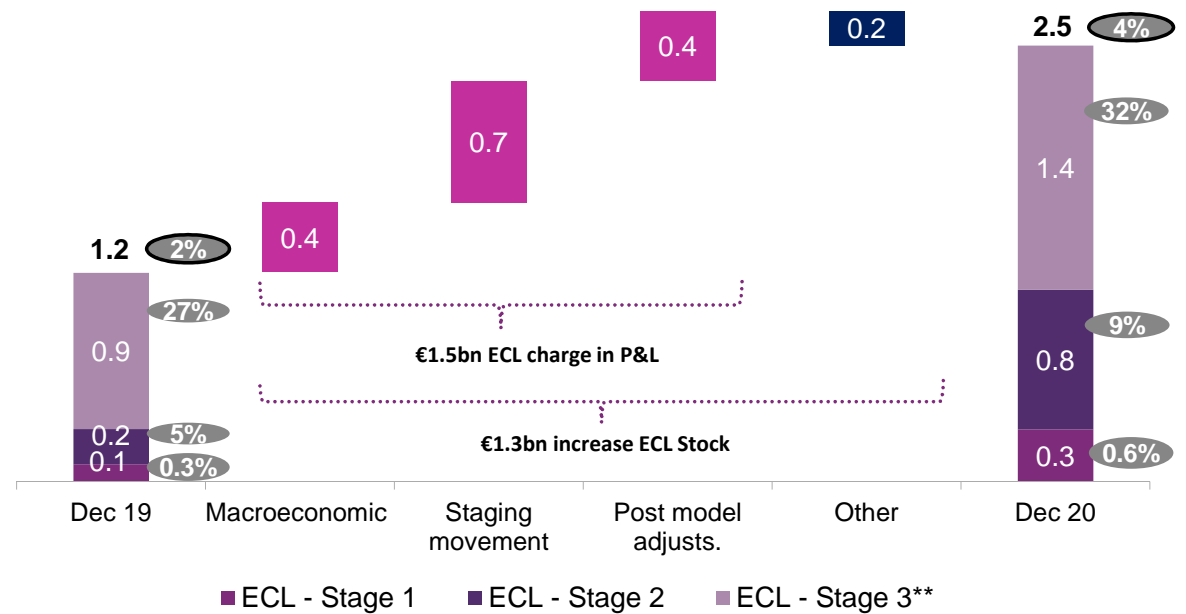 0.4
0.2
2.5
4%
32%
0.7
1.4
0.4
1.2
2%
27%
9%
€1.5bn ECL charge in P&L
0.9
0.8
0.2
5%
€1.3bn increase ECL Stock
0.1
0.3%
0.3
0.6%
Dec 19
Macroeconomic
Staging
movement
Post model
adjusts.
Other
Dec 20
ECL - Stage 1
ECL - Stage 2
ECL - Stage 3**